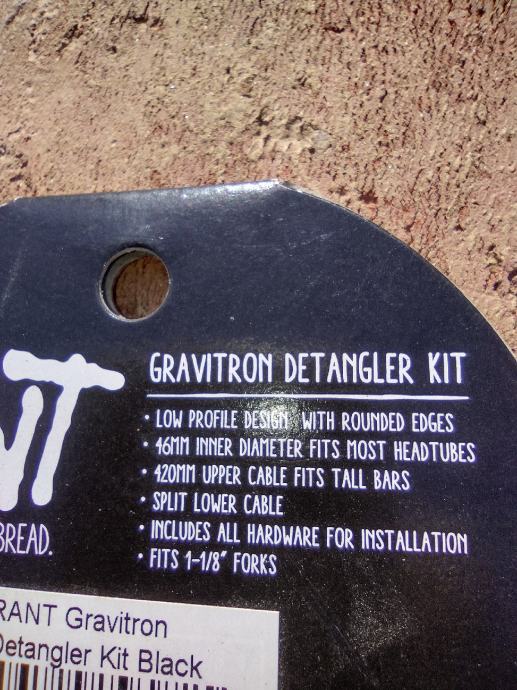 GRAVITRON DETANGLER KIT
• LOW PROFILE DESIGN WITH ROUNDED EDGES
• 46MM INNER DIAMETER FITS MOST HEADTUBES
• 420MM UPPER CABLE FITS TALL BARS
• SPLIT LOWER CABLE
• INCLUDES ALL HARDWARE FOR INSTALLATION
• FITS 1-1/8" FORKS
NT
BREAD.
RANT Gravitron
Detangler Kit Black